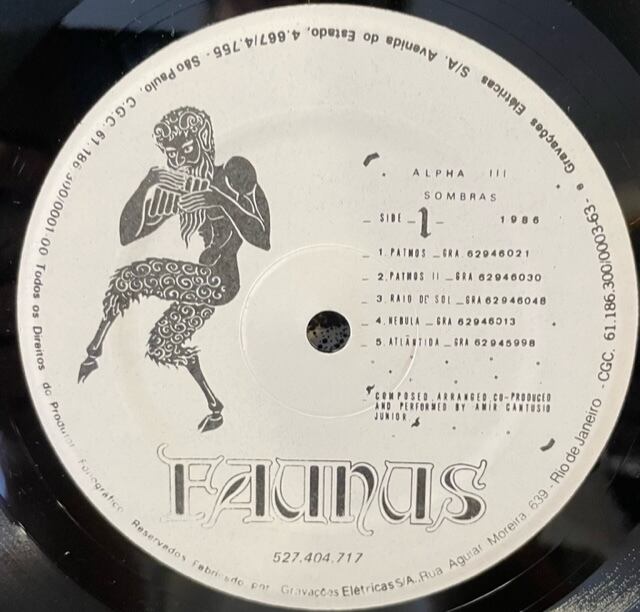 ALPHA III
SOMBRAS
SIDE 1 1986
1. PATMOS _ GRA 62946021
2. PATMOS II _ GRA 62946030
3. RAIO DE SOL _ GRA 62946048
4. NEBULA _ GRA 62946013
5. ATLÂNTIDA _ GRA 62945998
COMPOSED, ARRANGED, CO-PRODUCED
AND PERFORMED BY AMIR CANTUSIO
JUNIOR
FAUNUS
527.404.717
Todos os Direitos do Produtor Fonográfico Reservados Fabricado por Gravações Elétricas S/A., Rua Aguiar Moreira 639 - Rio de Janeiro - CGC. 61.186.300/0003-63 - e Gravações Elétricas S/A. Avenida do Estado, 4.667/4.755 - São Paulo. C.G.C. 61.186.300/0001-00